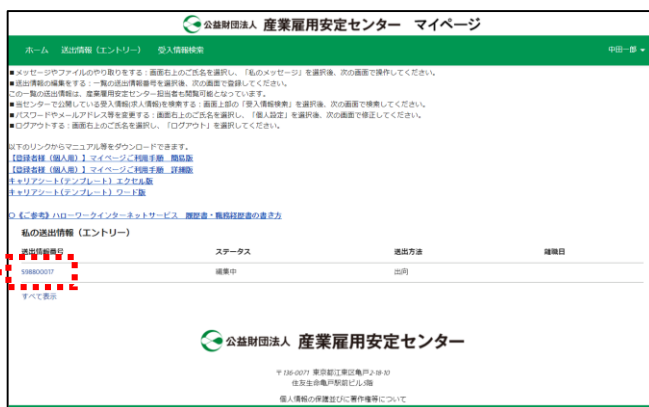 公益財団法人 産業雇用安定センター マイページ
ホーム 送出情報（エントリー） 受入情報検索 中田一郎
■メッセージやファイルのやり取りをする：画面右上のご氏名を選択し、「私のメッセージ」を選択後、次の画面で操作してください。
■送出情報の編集をする：一覧の送出情報番号を選択後、次の画面で登録してください。
この一覧の送出情報は、産業雇用安定センター担当者も閲覧可能となっています。
■当センターで公開している受入情報(求人情報)を検索する：画面上部の「受入情報検索」を選択後、次の画面で検索してください。
■パスワードやメールアドレス等を変更する：画面右上のご氏名を選択し、「個人設定」を選択後、次の画面で修正してください。
■ログアウトする：画面右上のご氏名を選択し、「ログアウト」を選択してください。
以下のリンクからマニュアル等をダウンロードできます。
【登録者様（個人用）】マイページご利用手順 簡易版
【登録者様（個人用）】マイページご利用手順 詳細版
キャリアシート(テンプレート) エクセル版
キャリアシート(テンプレート) ワード版
○《ご参考》ハローワークインターネットサービス 履歴書・職務経歴書の書き方
私の送出情報（エントリー）
送出情報番号 ステータス 送出方法 離職日
598800017 編集中 出向
すべて表示
公益財団法人 産業雇用安定センター
〒136-0071 東京都江東区亀戸2-18-10
住友生命亀戸駅前ビル5階
個人情報の保護並びに著作権等について